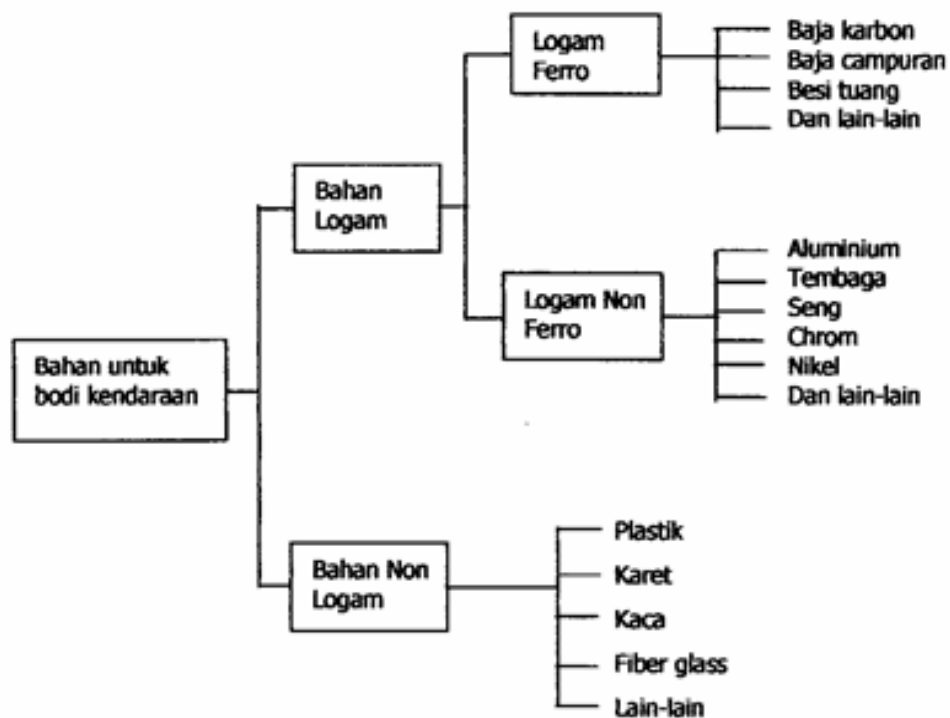 Bahan untuk
bodi kendaraan
Bahan
Logam
Logam
Ferro
Baja karbon
Baja campuran
Besi tuang
Dan lain-lain
Logam Non
Ferro
Aluminium
Tembaga
Seng
Chrom
Nikel
Dan lain-lain
Bahan Non
Logam
Plastik
Karet
Kaca
Fiber glass
Lain-lain